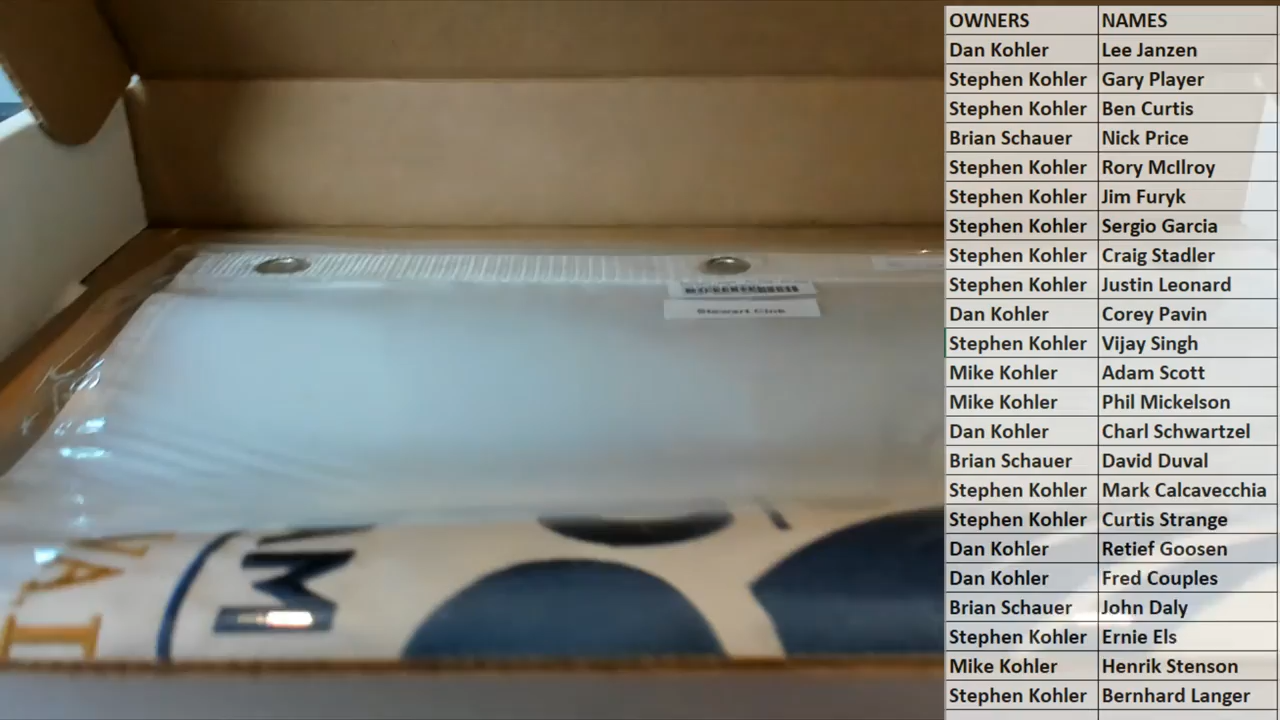 OWNERS NAMES
Dan Kohler Lee Janzen
Stephen Kohler Gary Player
Stephen Kohler Ben Curtis
Brian Schauer Nick Price
Stephen Kohler Rory McIlroy
Stephen Kohler Jim Furyk
Stephen Kohler Sergio Garcia
Stephen Kohler Craig Stadler
Stephen Kohler Justin Leonard
Dan Kohler Corey Pavin
Stephen Kohler Vijay Singh
Mike Kohler Adam Scott
Mike Kohler Phil Mickelson
Dan Kohler Charl Schwartzel
Brian Schauer David Duval
Stephen Kohler Mark Calcavecchia
Stephen Kohler Curtis Strange
Dan Kohler Retief Goosen
Dan Kohler Fred Couples
Brian Schauer John Daly
Stephen Kohler Ernie Els
Mike Kohler Henrik Stenson
Stephen Kohler Bernhard Langer
Stewart Cink